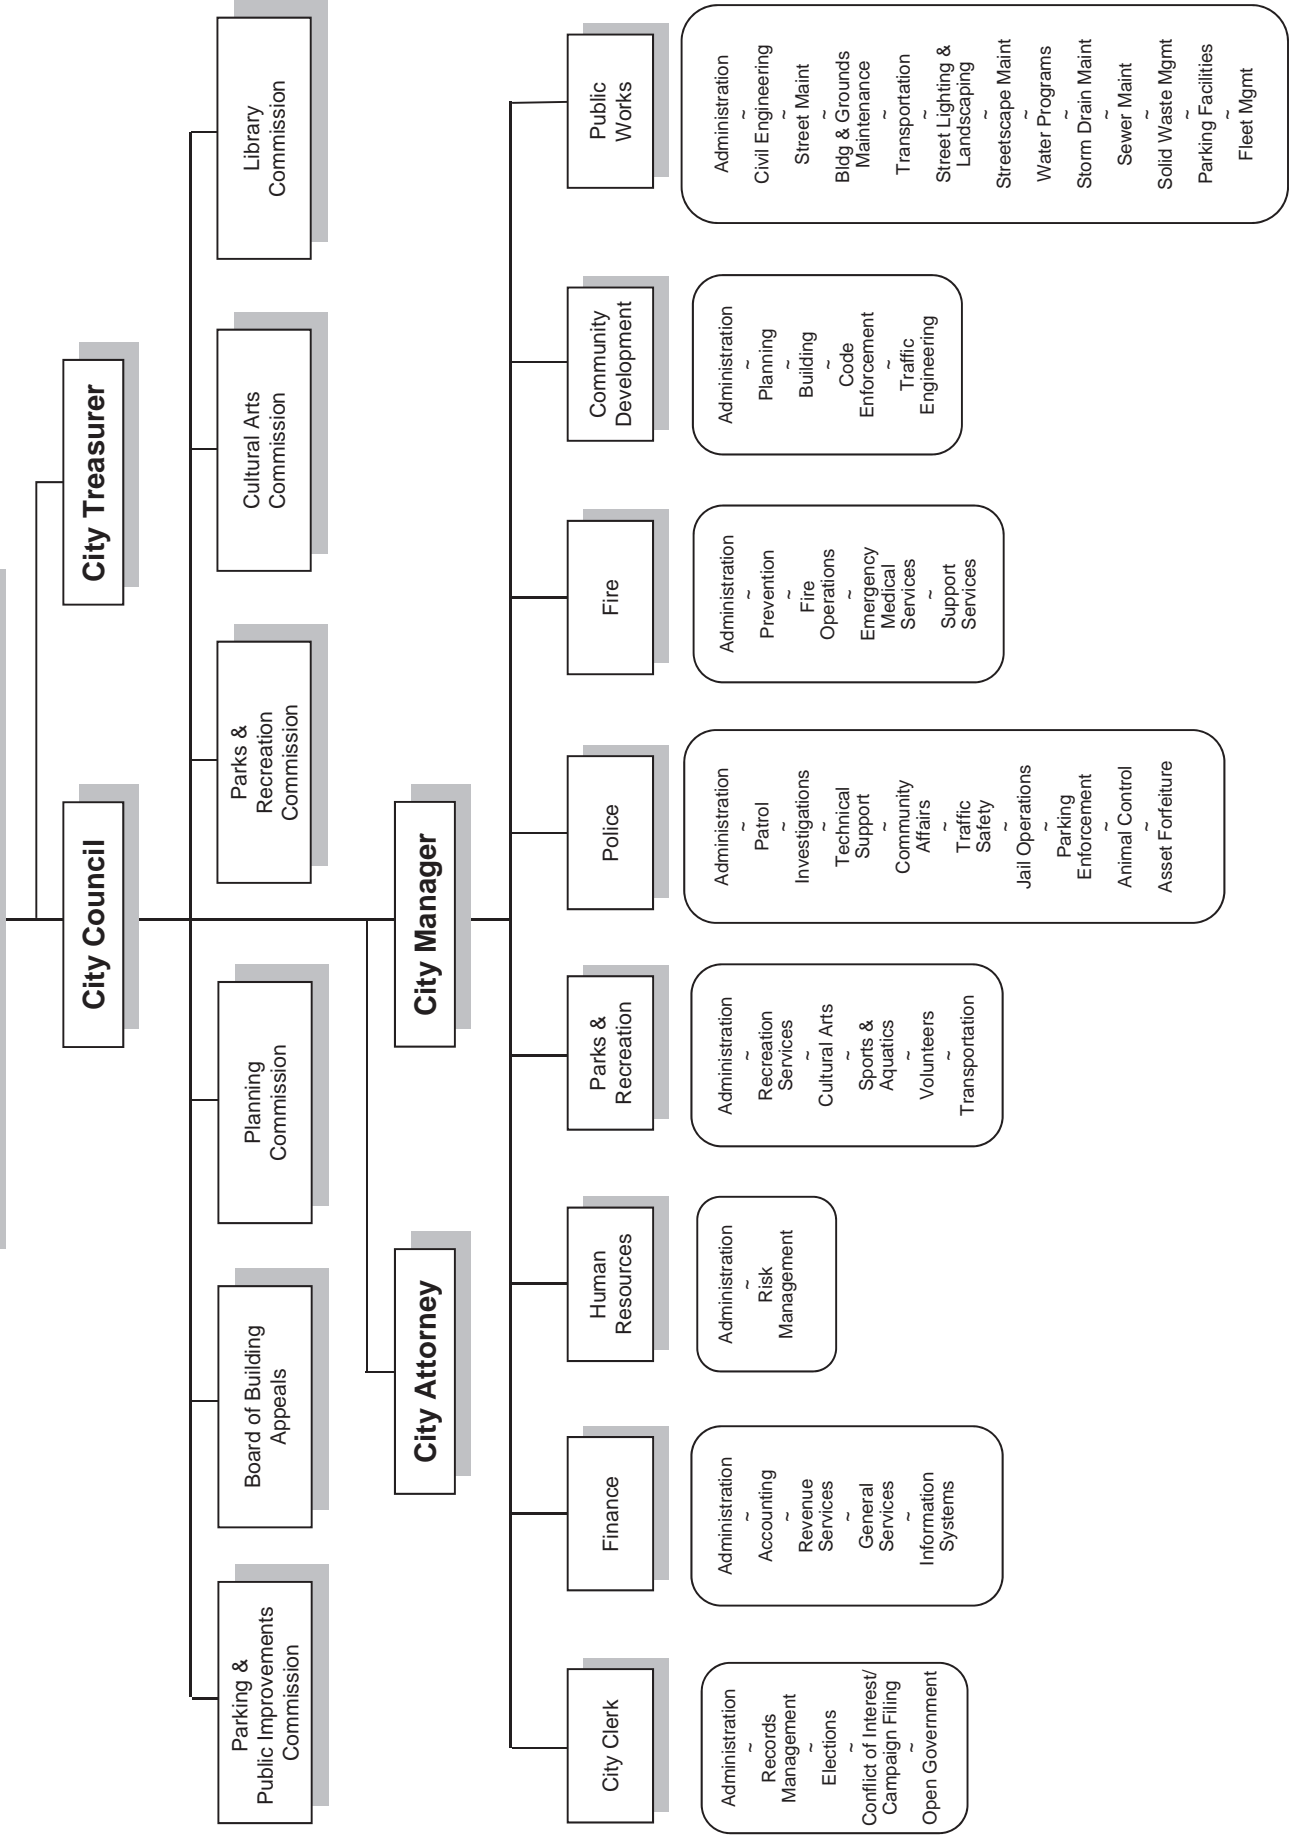 City Council
City Treasurer
Parking &
Public Improvements
Commission
Board of Building
Appeals
Planning
Commission
Parks &
Recreation
Commission
Cultural Arts
Commission
Library
Commission
City Attorney
City Manager
City Clerk
Finance
Human
Resources
Parks &
Recreation
Police
Fire
Community
Development
Public
Works
Administration
~
Records
Management
~
Elections
~
Conflict of Interest/
Campaign Filing
~
Open Government
Administration
~
Accounting
~
Revenue
Services
~
General
Services
~
Information
Systems
Administration
~
Risk
Management
Administration
~
Recreation
Services
~
Cultural Arts
~
Sports &
Aquatics
~
Volunteers
~
Transportation
Administration
~
Patrol
~
Investigations
~
Technical
Support
~
Community
Affairs
~
Traffic
Safety
~
Jail Operations
~
Parking
Enforcement
~
Animal Control
~
Asset Forfeiture
Administration
~
Prevention
~
Fire
Operations
~
Emergency
Medical
Services
~
Support
Services
Administration
~
Planning
~
Building
~
Code
Enforcement
~
Traffic
Engineering
Administration
~
Civil Engineering
~
Street Maint
~
Bldg & Grounds
Maintenance
~
Transportation
~
Street Lighting &
Landscaping
~
Streetscape Maint
~
Water Programs
~
Storm Drain Maint
~
Sewer Maint
~
Solid Waste Mgmt
~
Parking Facilities
~
Fleet Mgmt